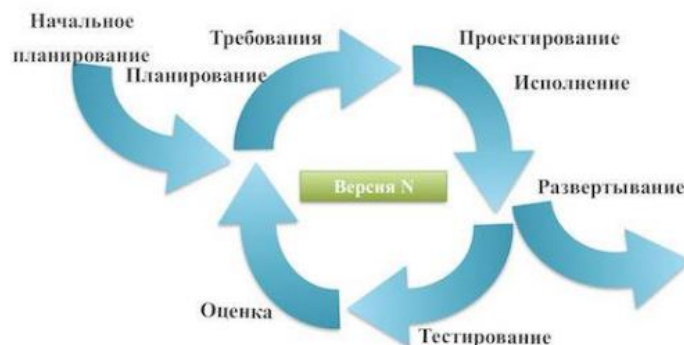 Начальное
планирование
Требования
Планирование
Проектирование
Исполнение
Версия N
Развертывание
Оценка
Тестирование